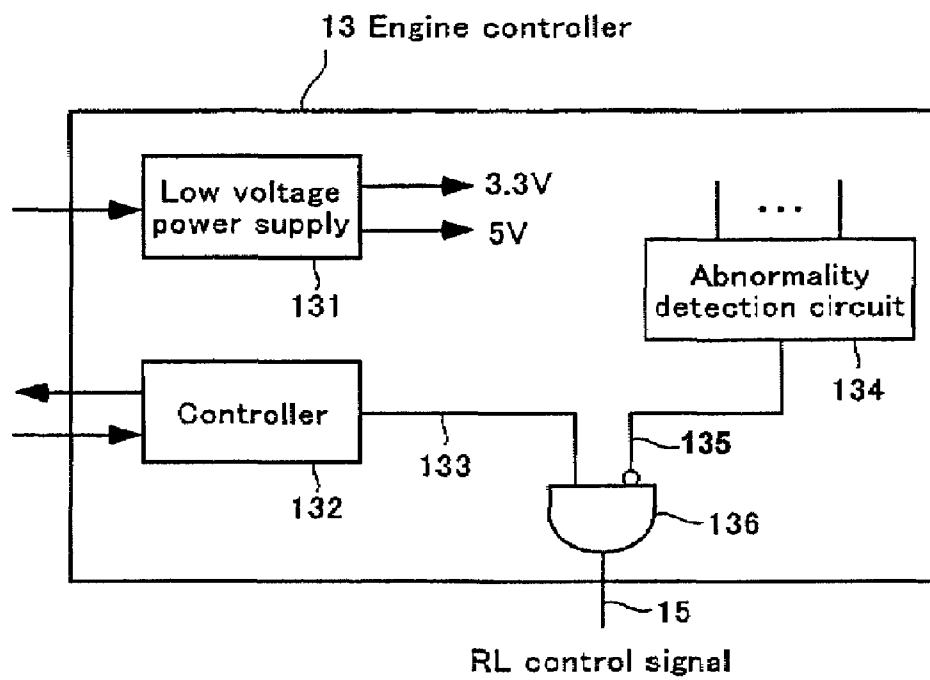 13 Engine controller
Low voltage
power supply
3.3V
5V
131
...
Abnormality
detection circuit
134
Controller
132
133
135
136
15
RL control signal